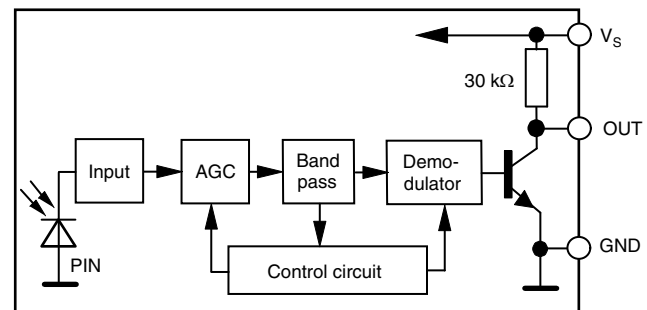 V_S
30 kΩ
OUT
Input
AGC
Band
pass
Demo-
dulator
GND
PIN
Control circuit